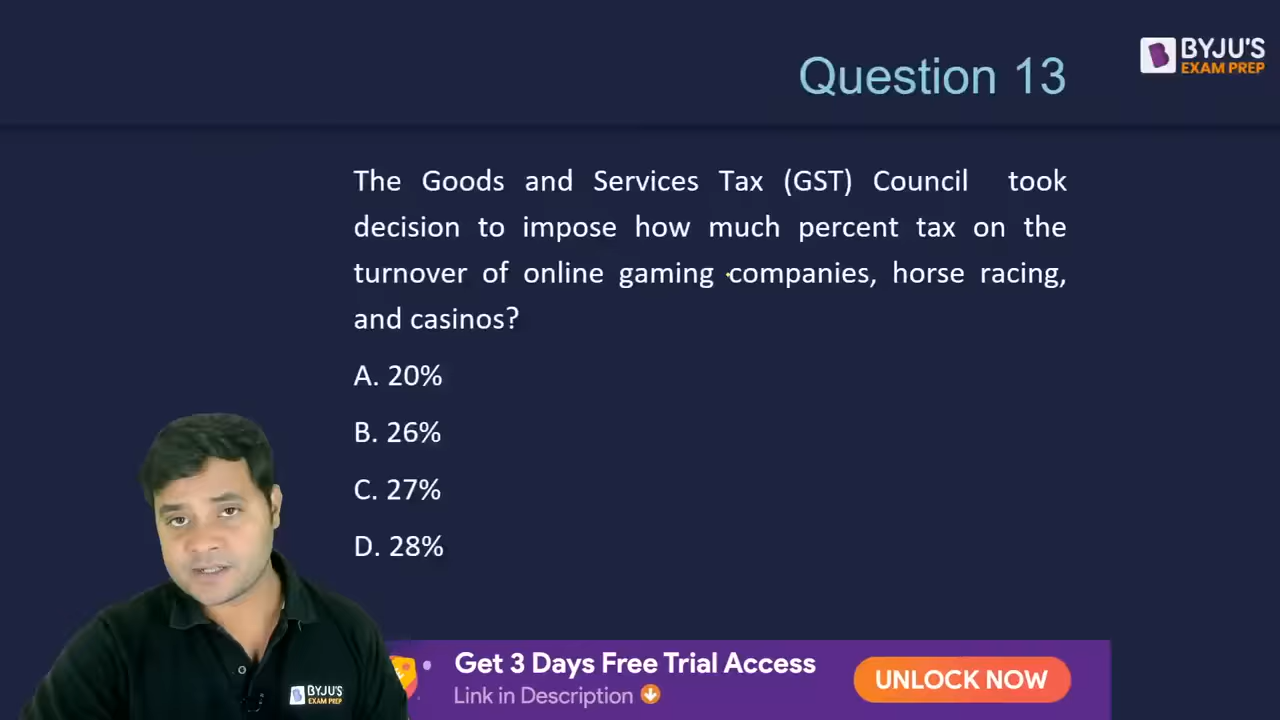 Question 13
BYJU'S
EXAM PREP
The Goods and Services Tax (GST) Council took
decision to impose how much percent tax on the
turnover of online gaming companies, horse racing,
and casinos?
A. 20%
B. 26%
C. 27%
D. 28%
BYJU'S
EXAM PREP
Get 3 Days Free Trial Access
Link in Description
UNLOCK NOW